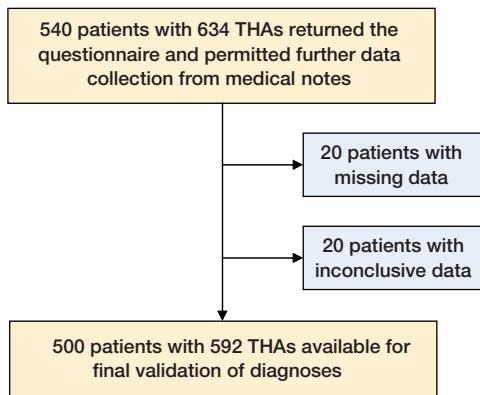 540 patients with 634 THAs returned the
questionnaire and permitted further data
collection from medical notes
20 patients with
missing data
20 patients with
inconclusive data
500 patients with 592 THAs available for
final validation of diagnoses